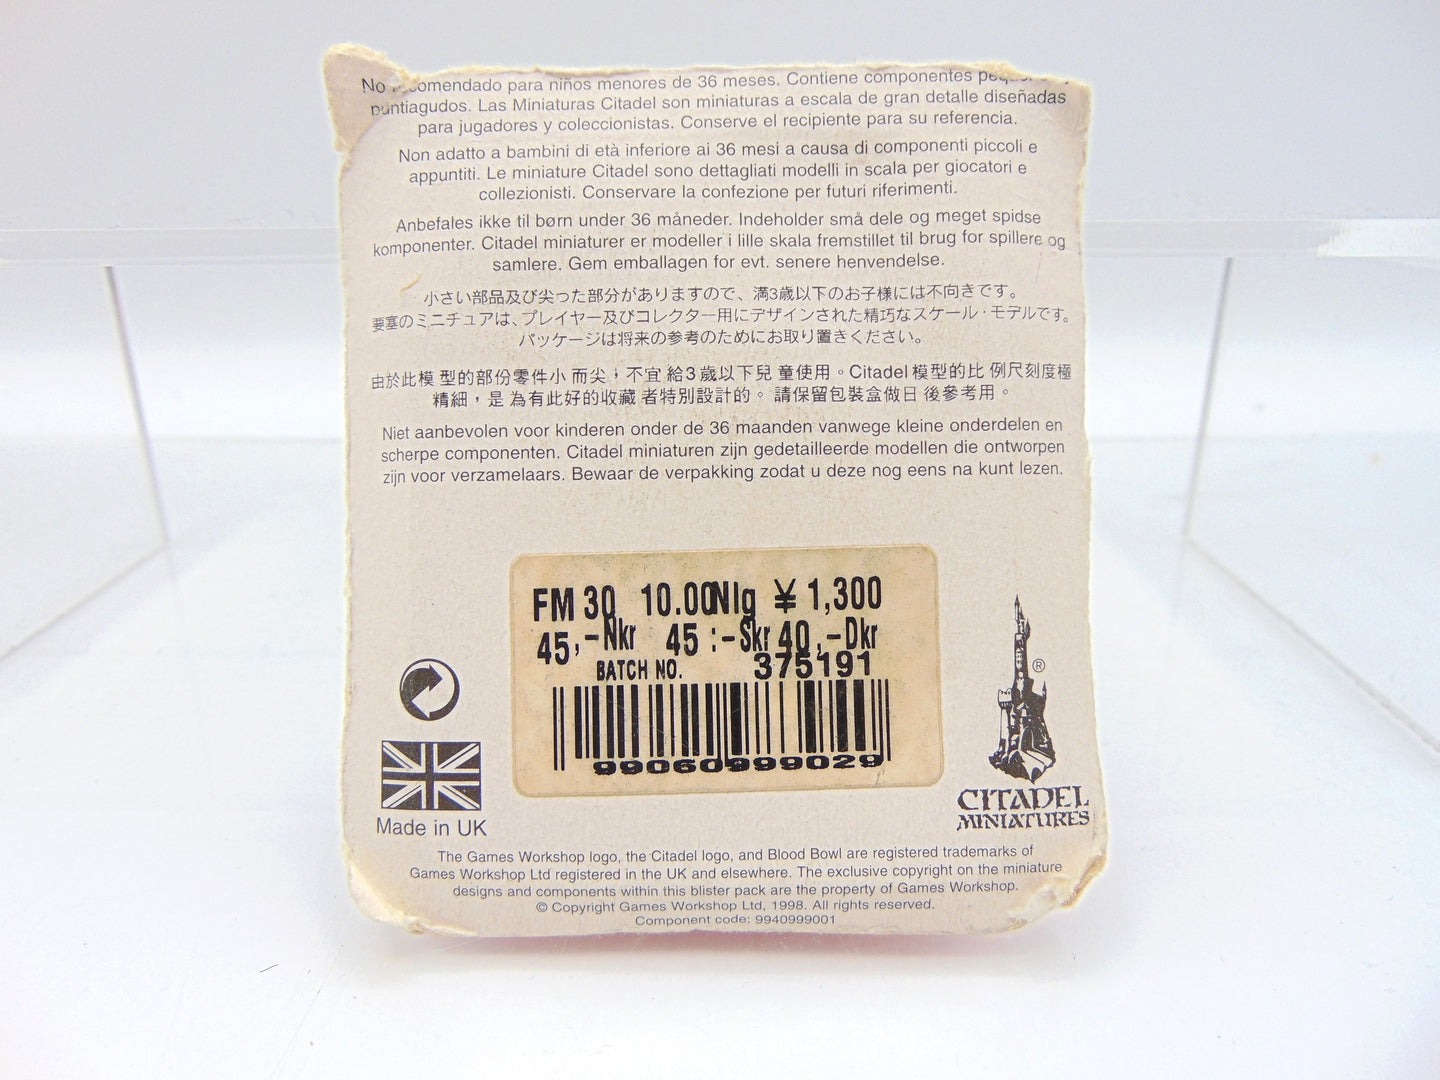 No recomendado para niños menores de 36 meses. Contiene componentes
puntiagudos. Las Miniaturas Citadel son miniaturas a escala de gran detalle diseñadas
para jugadores y coleccionistas. Conserve el recipiente para su referencia.
Non adatto a bambini di età inferiore ai 36 mesi a causa di componenti piccoli e
appuntiti. Le miniature Citadel sono dettagliati modelli in scala per giocatori e
collezionisti. Conservare la confezione per futuri riferimenti.
Anbefales ikke til børn under 36 måneder. Indeholder små dele og meget spidse
komponenter. Citadel miniaturer er modeller i lille skala fremstillet til brug for spillere og
samlere. Gem emballagen for evt. senere henvendelse.
小さい部品及び尖った部分がありますので、満3歳以下のお子様には不向きです。
要塞のミニチュアは、プレイヤー及びコレクター用にデザインされた精巧なスケール・モデルです。
パッケージは将来の参考のためにお取り置きください。
由於此模型的部份零件小而尖，不宜給3歲以下兒童使用。Citadel模型的比例尺刻度極
精細，是為有此好的收藏者特別設計的。請保留包裝盒做日後參考用。
Niet aanbevolen voor kinderen onder de 36 maanden vanwege kleine onderdelen en
scherpe componenten. Citadel miniaturen zijn gedetailleerde modellen die ontworpen
zijn voor verzamelaars. Bewaar de verpakking zodat u deze nog eens na kunt lezen.
FM 30 10.00Nlg ¥ 1,300
45,-Nkr 45:-Skr 40,-Dkr
BATCH NO. 375191
99060999029
®
CITADEL
MINIATURES
Made in UK
The Games Workshop logo, the Citadel logo, and Blood Bowl are registered trademarks of
Games Workshop Ltd registered in the UK and elsewhere. The exclusive copyright on the miniature
designs and components within this blister pack are the property of Games Workshop.
© Copyright Games Workshop Ltd, 1998. All rights reserved.
Component code: 9940999001